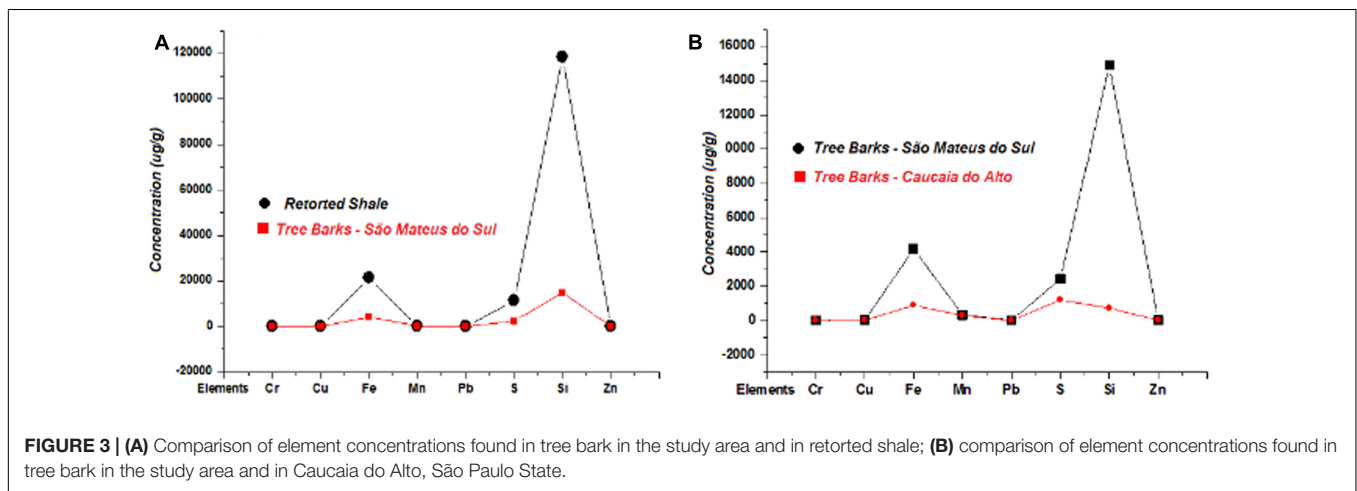 A
120000
100000
80000
60000
40000
20000
0
-20000
Concentration (ug/g)
Retorted Shale
Tree Barks - São Mateus do Sul
Elements Cr Cu Fe Mn Pb S Si Zn
B
16000
14000
12000
0000
8000
6000
4000
2000
0
-2000
Concentration (ug/g)
Tree Barks - São Mateus do Sul
Tree Barks - Caucaia do Alto
Elements Cr Cu Fe Mn Pb S Si Zn
FIGURE 3 | (A) Comparison of element concentrations found in tree bark in the study area and in retorted shale; (B) comparison of element concentrations found in
tree bark in the study area and in Caucaia do Alto, São Paulo State.